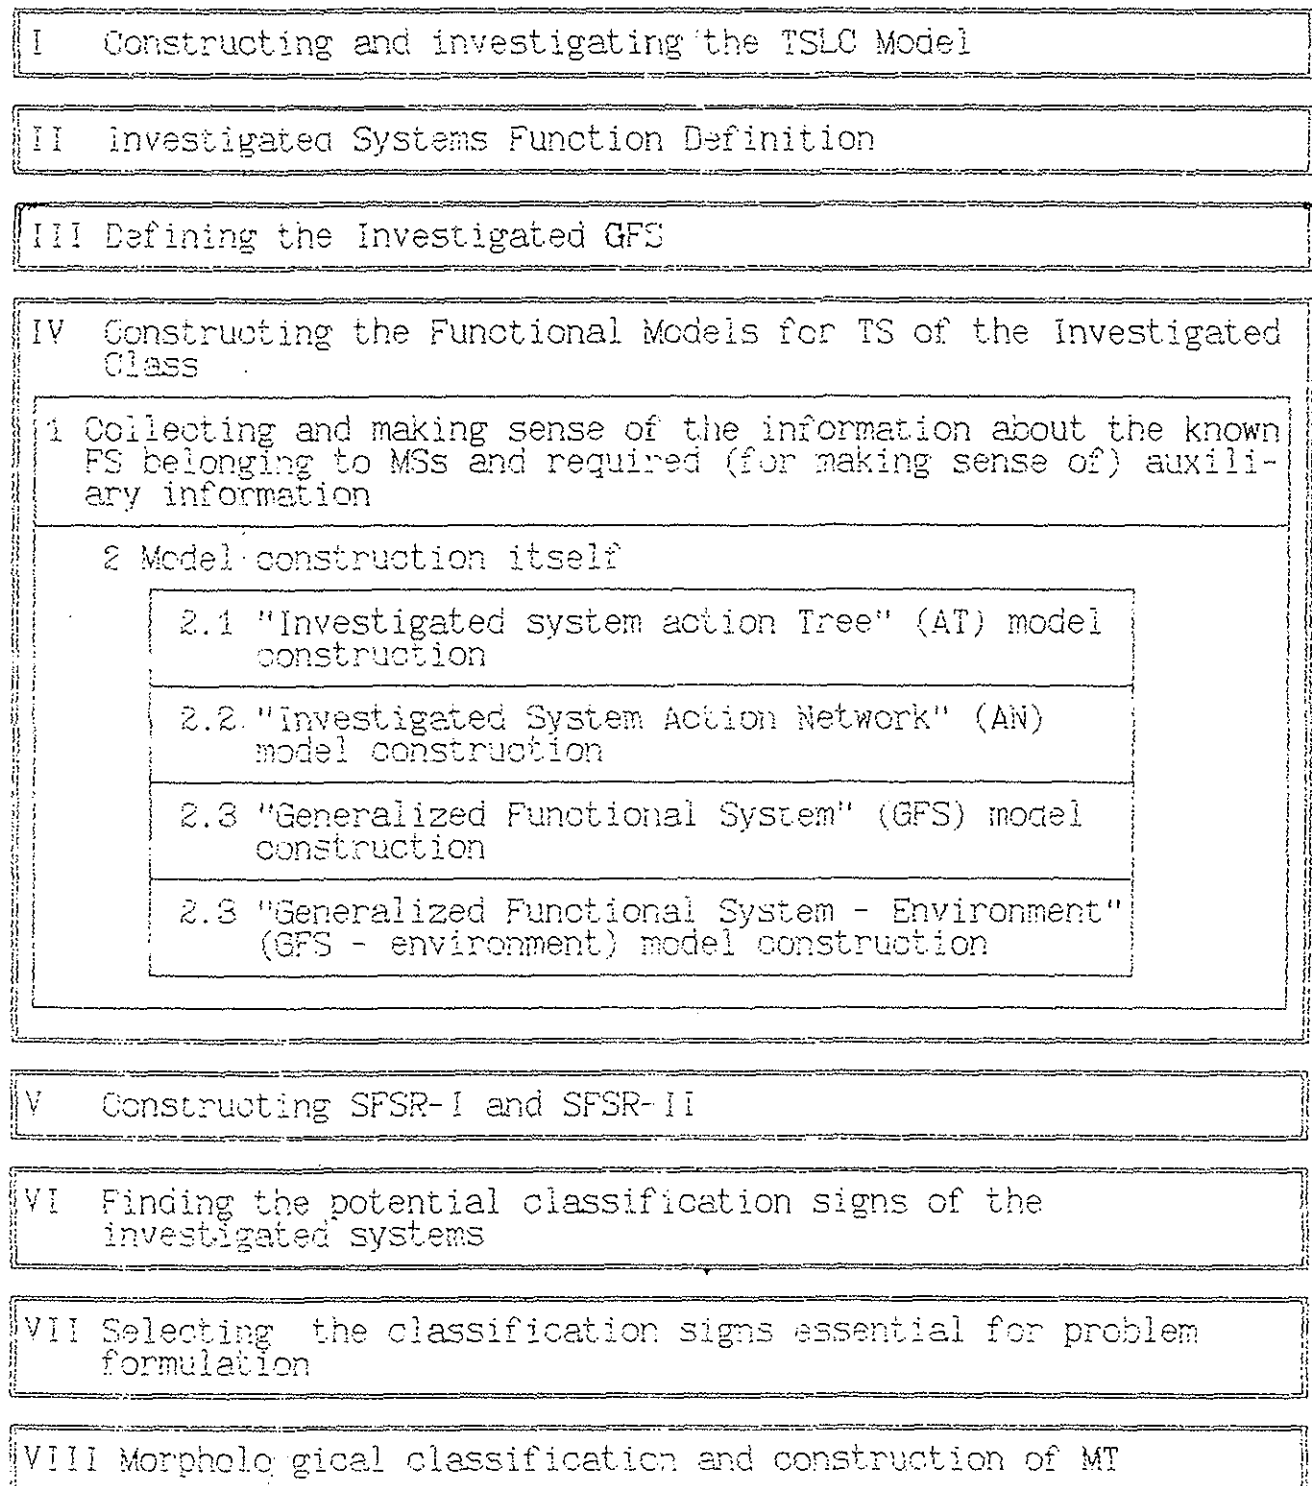 I Constructing and investigating the TSLC Model
II Investigated Systems Function Definition
III Defining the Investigated GFS
IV Constructing the Functional Models for TS of the Investigated
Class
1 Collecting and making sense of the information about the known
FS belonging to MSs and required (for making sense of) auxili-
ary information
2 Model construction itself
2.1 "Investigated system action Tree" (AT) model
construction
2.2 "Investigated System Action Network" (AN)
model construction
2.3 "Generalized Functional System" (GFS) model
construction
2.3 "Generalized Functional System - Environment"
(GFS - environment) model construction
V Constructing SFSR-I and SFSR-II
VI Finding the potential classification signs of the
investigated systems
VII Selecting the classification signs essential for problem
formulation
VIII Morpholo gical classification and construction of MT